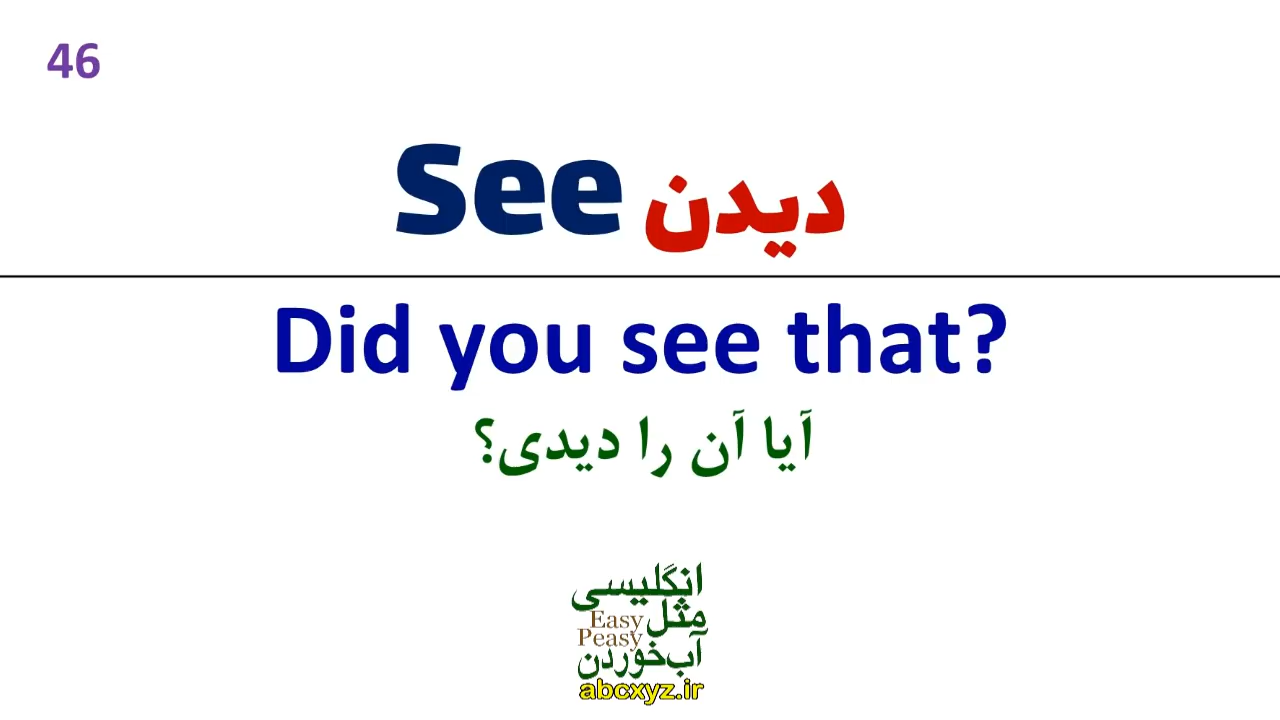 46
See دیدن
Did you see that?
آیا آن را دیدی؟
انگلیسی
مثل Easy
Peasy
آب‌خوردن
abcxyz.ir